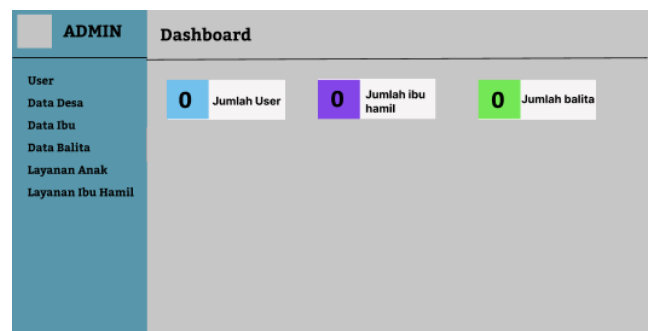 ADMIN
Dashboard
User
Data Desa
Data Ibu
Data Balita
Layanan Anak
Layanan Ibu Hamil
0
Jumlah User
0
Jumlah ibu
hamil
0
Jumlah balita